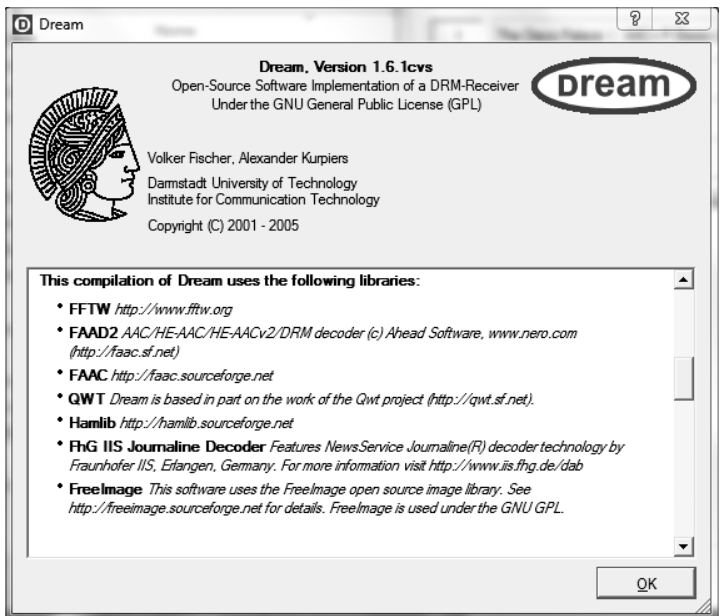 Dream
Dream, Version 1.6.1cvs
Open-Source Software Implementation of a DRM-Receiver
Under the GNU General Public License (GPL)
Dream
Volker Fischer, Alexander Kurpiers
Darmstadt University of Technology
Institute for Communication Technology
Copyright (C) 2001 - 2005
This compilation of Dream uses the following libraries:
• FFTW http://www.fftw.org
• FAAD2 AAC/HE-AAC/HE-AACv2/DRM decoder (c) Ahead Software, www.nero.com
(http://faac.sf.net)
• FAAC http://faac.sourceforge.net
• QWT Dream is based in part on the work of the Qwt project (http://qwt.sf.net).
• Hamlib http://hamlib.sourceforge.net
• FhG IIS Journaline Decoder Features NewsService Journaline(R) decoder technology by
Fraunhofer IIS, Erlangen, Germany. For more information visit http://www.iis.fhg.de/dab
• FreeImage This software uses the FreeImage open source image library. See
http://freeimage.sourceforge.net for details. FreeImage is used under the GNU GPL.
OK